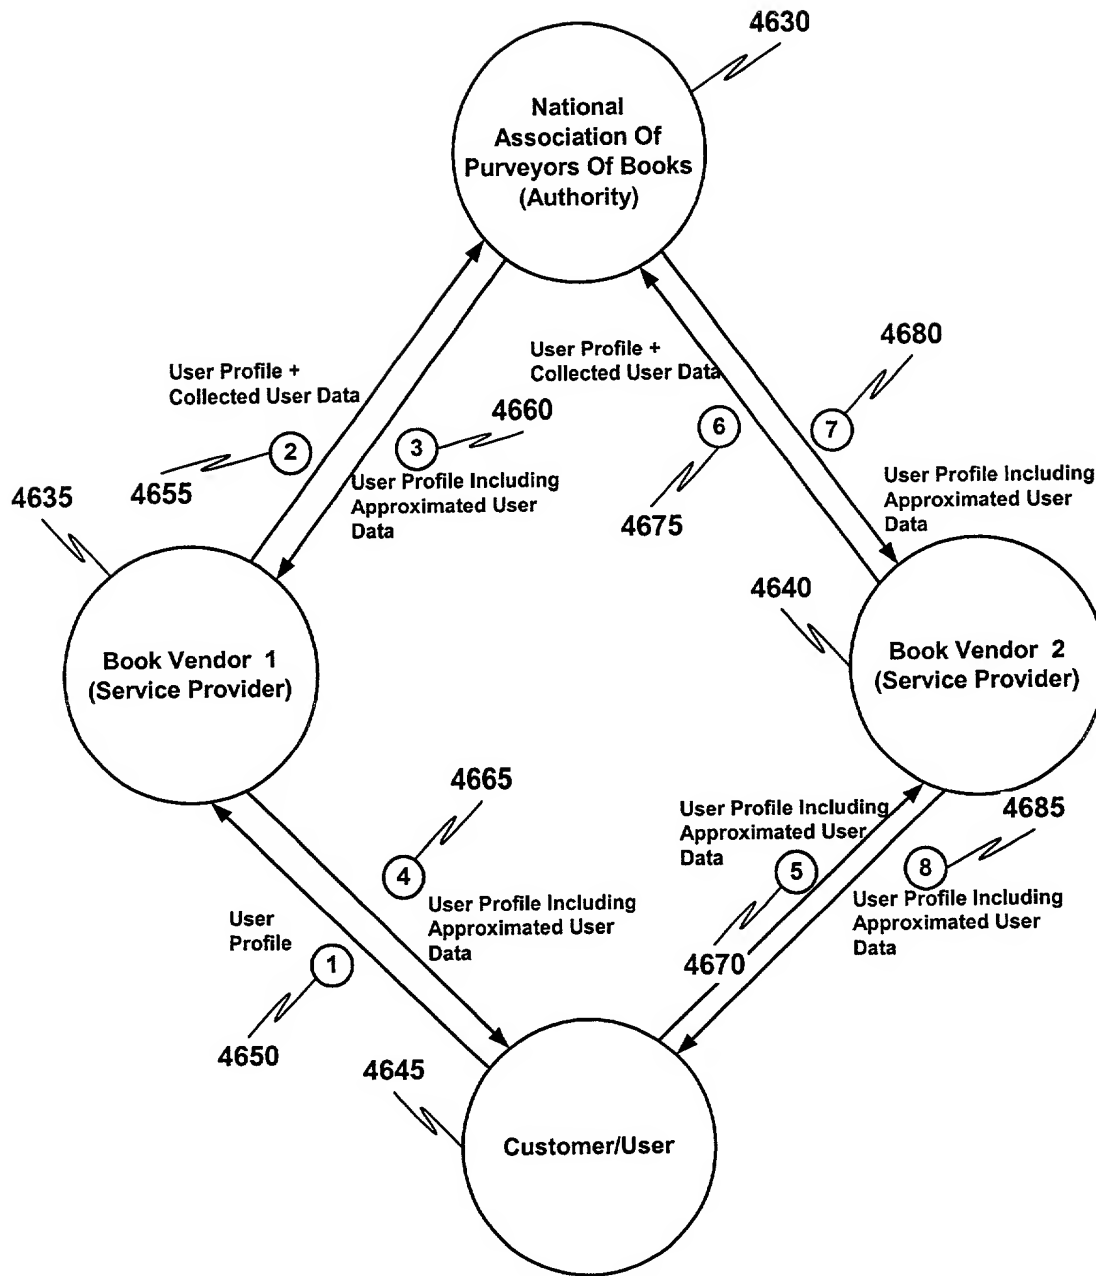 4630
National
Association Of
Purveyors Of Books
(Authority)
4680
User Profile +
Collected User Data
User Profile +
Collected User Data
4660
2
3
6
7
4655
User Profile Including
Approximated User
Data
User Profile Including
Approximated User
Data
4635
4675
4640
Book Vendor 1
(Service Provider)
Book Vendor 2
(Service Provider)
4665
User Profile Including
Approximated User
Data
4685
4
5
8
User Profile Including
Approximated User
Data
User Profile Including
Approximated User
Data
User
Profile
1
4670
4650
4645
Customer/User